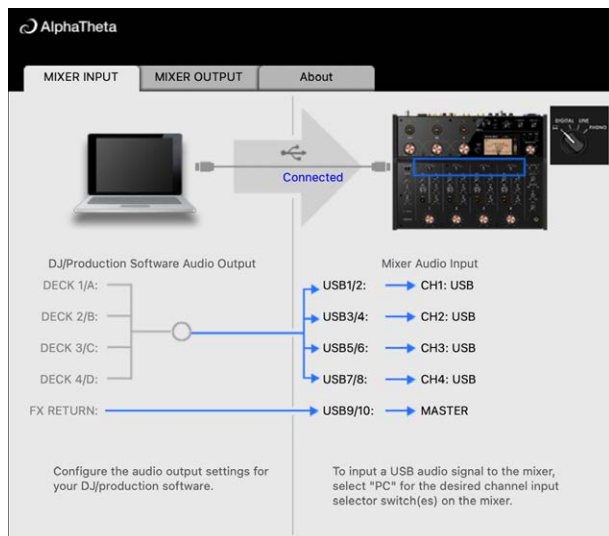 AlphaTheta
MIXER INPUT
MIXER OUTPUT
About
DIGITAL LINE
PHONO
Connected
DJ/Production Software Audio Output
Mixer Audio Input
DECK 1/A:
USB1/2:
CH1: USB
DECK 2/B:
USB3/4:
CH2: USB
DECK 3/C:
USB5/6:
CH3: USB
DECK 4/D:
USB7/8:
CH4: USB
FX RETURN:
USB9/10:
MASTER
Configure the audio output settings for
your DJ/production software.
To input a USB audio signal to the mixer,
select "PC" for the desired channel input
selector switch(es) on the mixer.